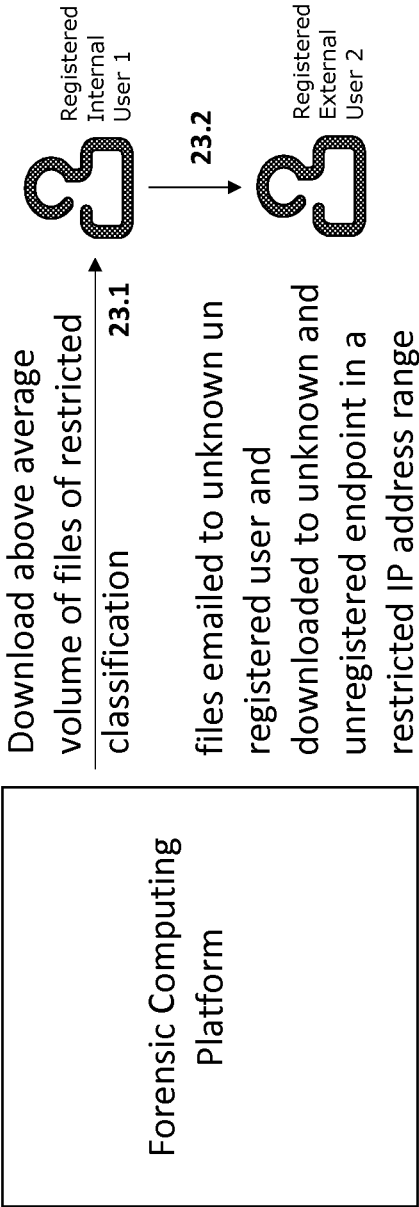 Forensic Computing
Platform
Download above average
volume of files of restricted
classification
23.1
Registered
Internal
User 1
files emailed to unknown un
registered user and
downloaded to unknown and
unregistered endpoint in a
restricted IP address range
23.2
Registered
External
User 2